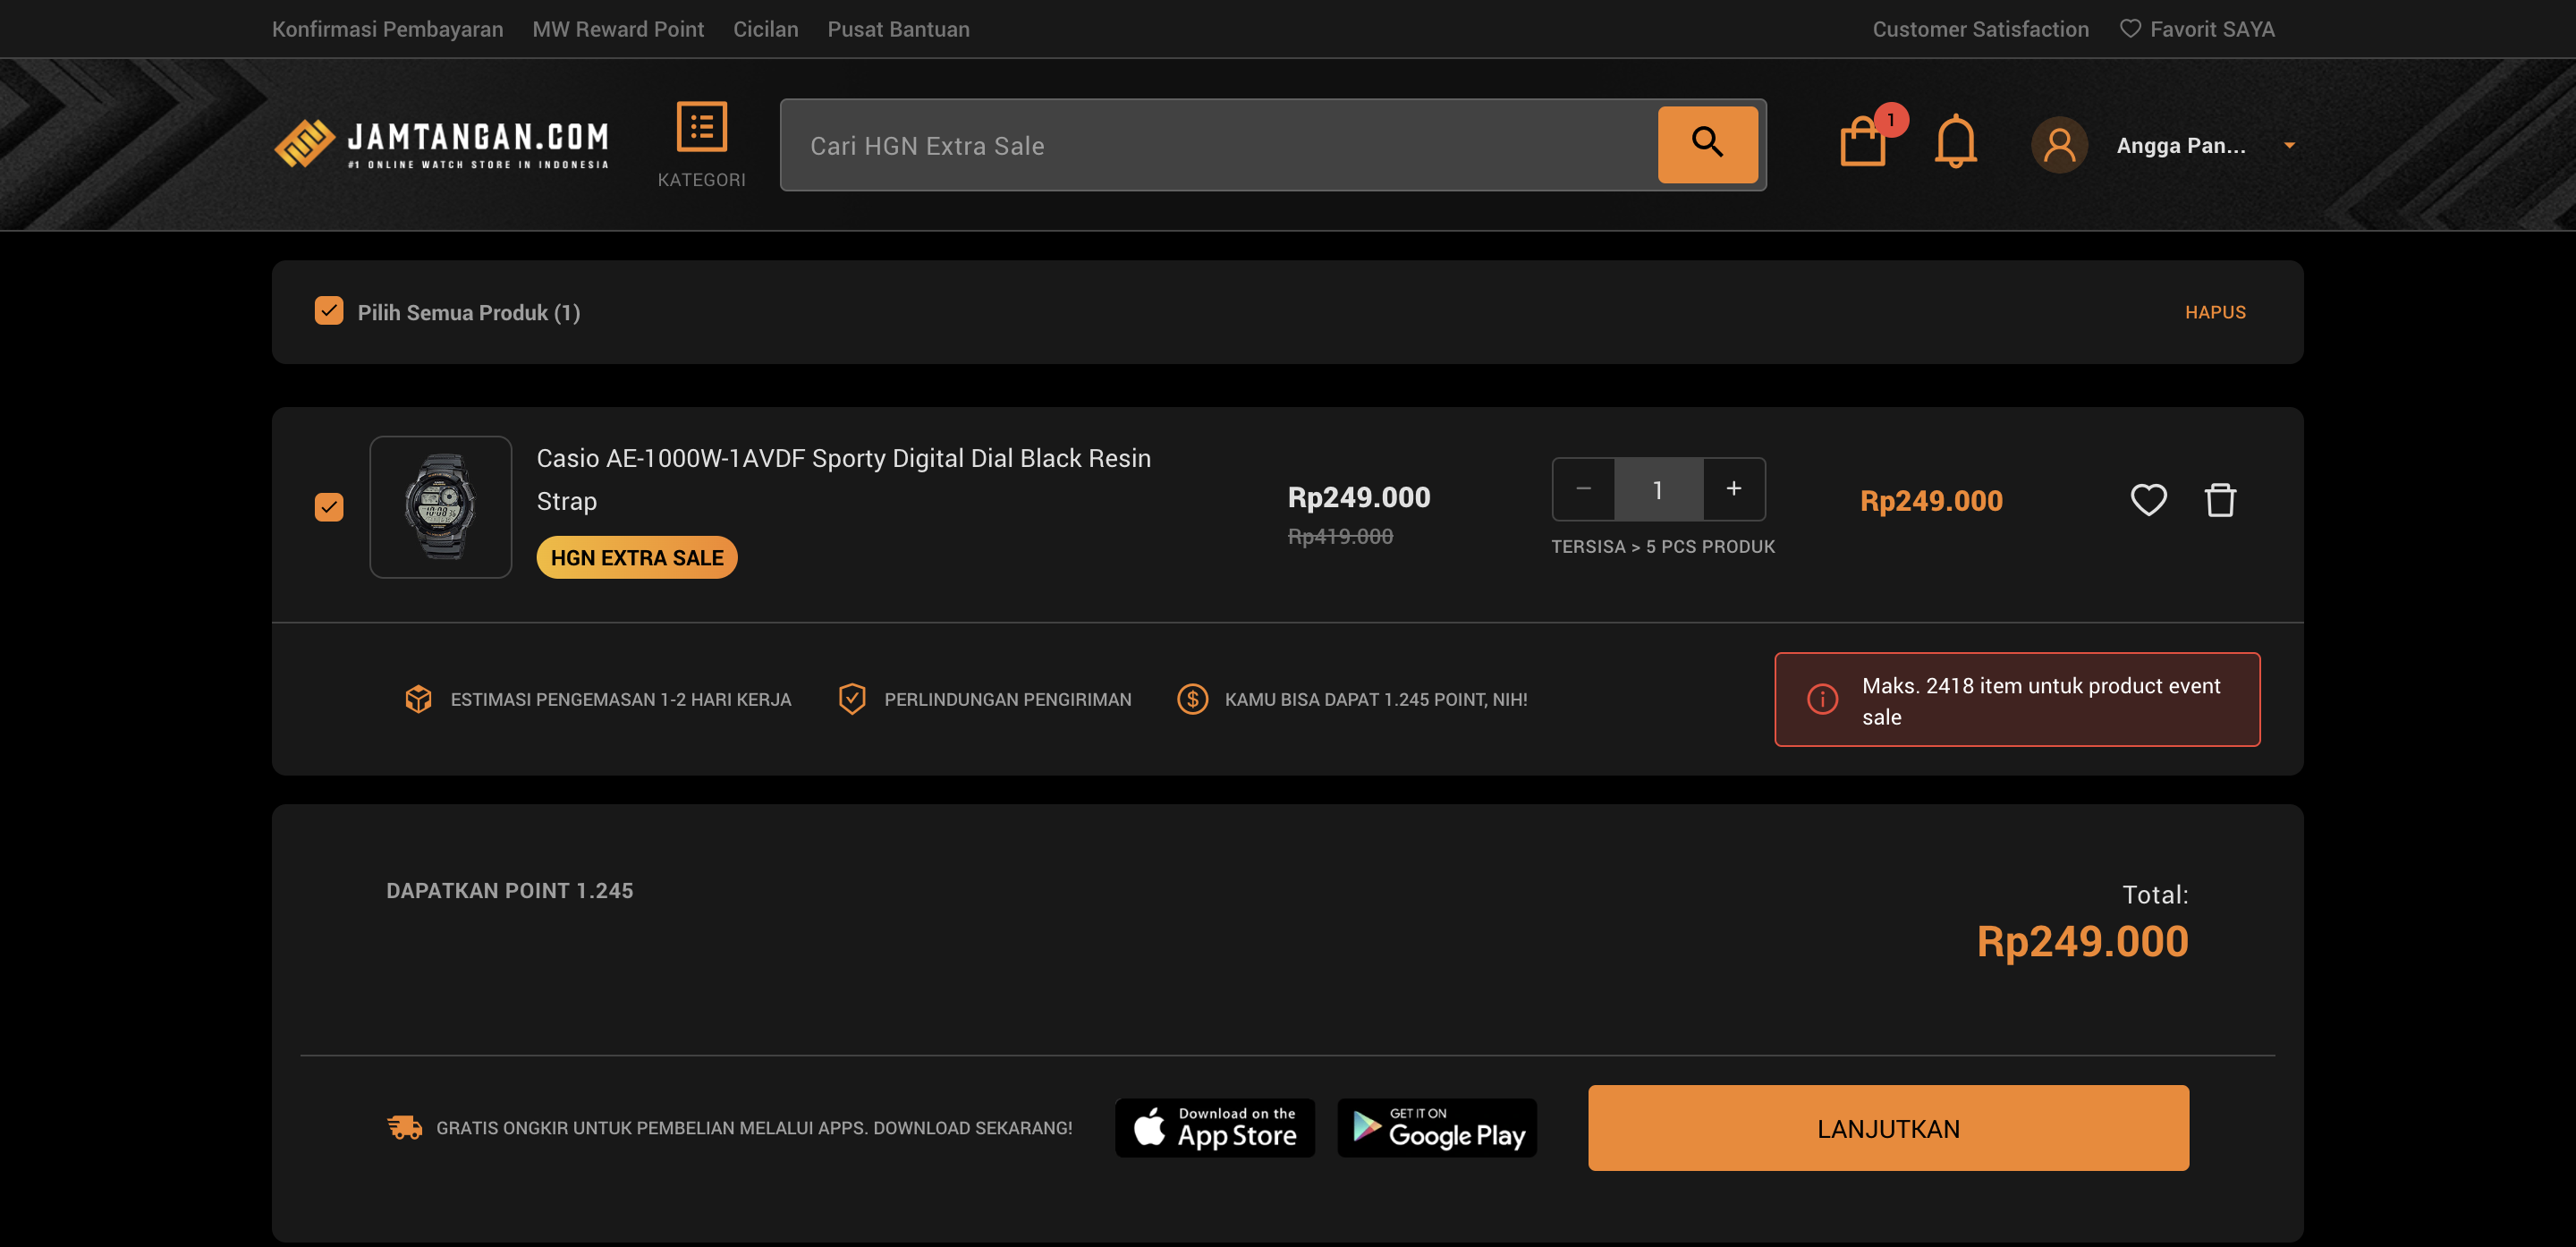 Konfirmasi Pembayaran MW Reward Point Cicilan Pusat Bantuan Customer Satisfaction Favorit SAYA
JAMTANGAN.COM
#1 ONLINE WATCH STORE IN INDONESIA
KATEGORI
Cari HGN Extra Sale
1
Angga Pan...
Pilih Semua Produk (1) HAPUS
Casio AE-1000W-1AVDF Sporty Digital Dial Black Resin
Strap
HGN EXTRA SALE
Rp249.000
Rp419.000
− 1 +
TERSISA > 5 PCS PRODUK
Rp249.000
ESTIMASI PENGEMASAN 1-2 HARI KERJA PERLINDUNGAN PENGIRIMAN KAMU BISA DAPAT 1.245 POINT, NIH!
Maks. 2418 item untuk product event
sale
DAPATKAN POINT 1.245
Total:
Rp249.000
GRATIS ONGKIR UNTUK PEMBELIAN MELALUI APPS. DOWNLOAD SEKARANG!
Download on the
App Store
GET IT ON
Google Play
LANJUTKAN